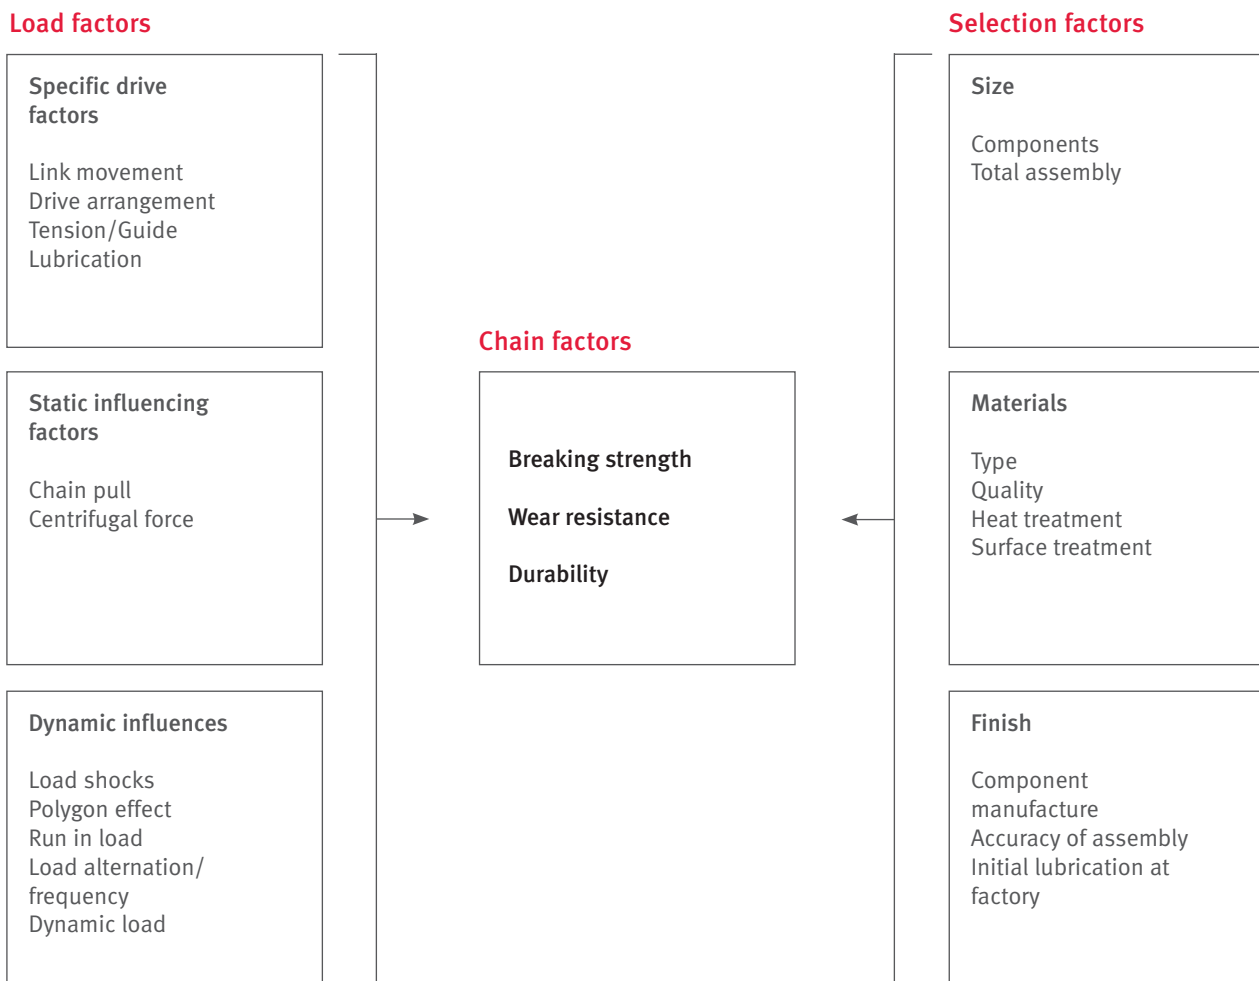 Load factors
Specific drive
factors
Link movement
Drive arrangement
Tension/Guide
Lubrication
Static influencing
factors
Chain pull
Centrifugal force
Dynamic influences
Load shocks
Polygon effect
Run in load
Load alternation/
frequency
Dynamic load
Chain factors
Breaking strength
Wear resistance
Durability
Selection factors
Size
Components
Total assembly
Materials
Type
Quality
Heat treatment
Surface treatment
Finish
Component
manufacture
Accuracy of assembly
Initial lubrication at
factory